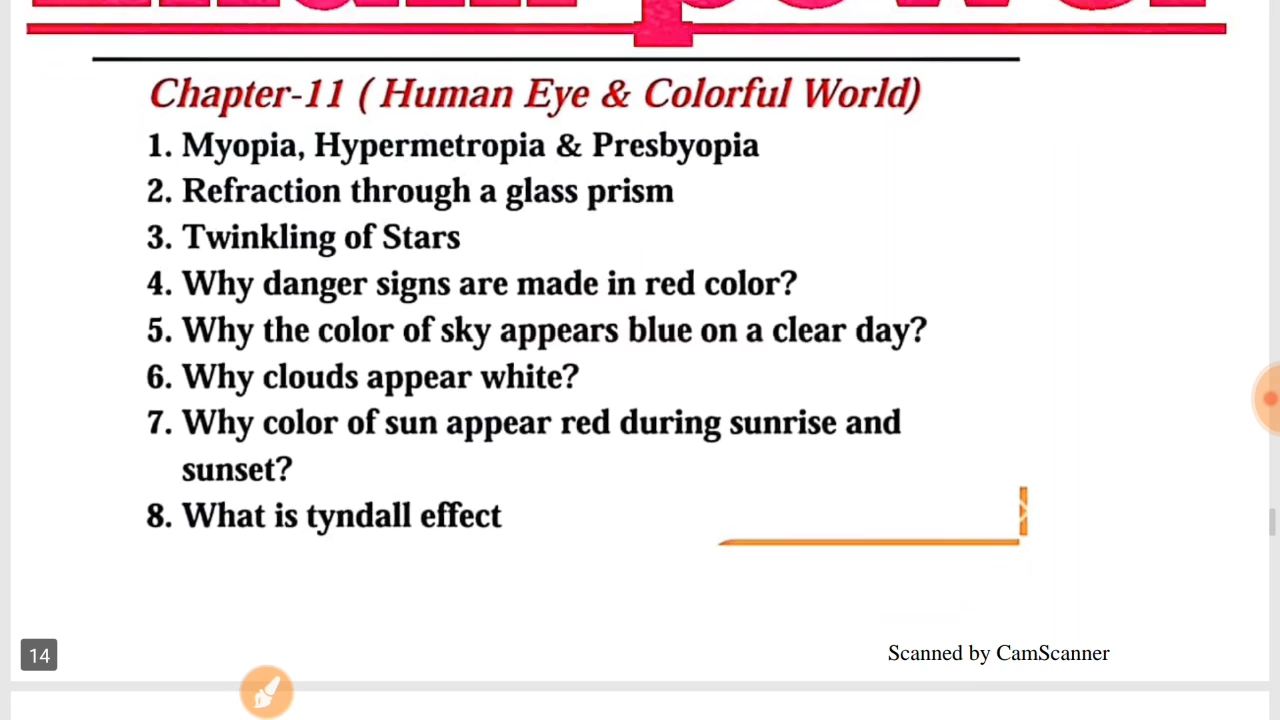 Chapter-11 ( Human Eye & Colorful World)
1. Myopia, Hypermetropia & Presbyopia
2. Refraction through a glass prism
3. Twinkling of Stars
4. Why danger signs are made in red color?
5. Why the color of sky appears blue on a clear day?
6. Why clouds appear white?
7. Why color of sun appear red during sunrise and
sunset?
8. What is tyndall effect
14
Scanned by CamScanner